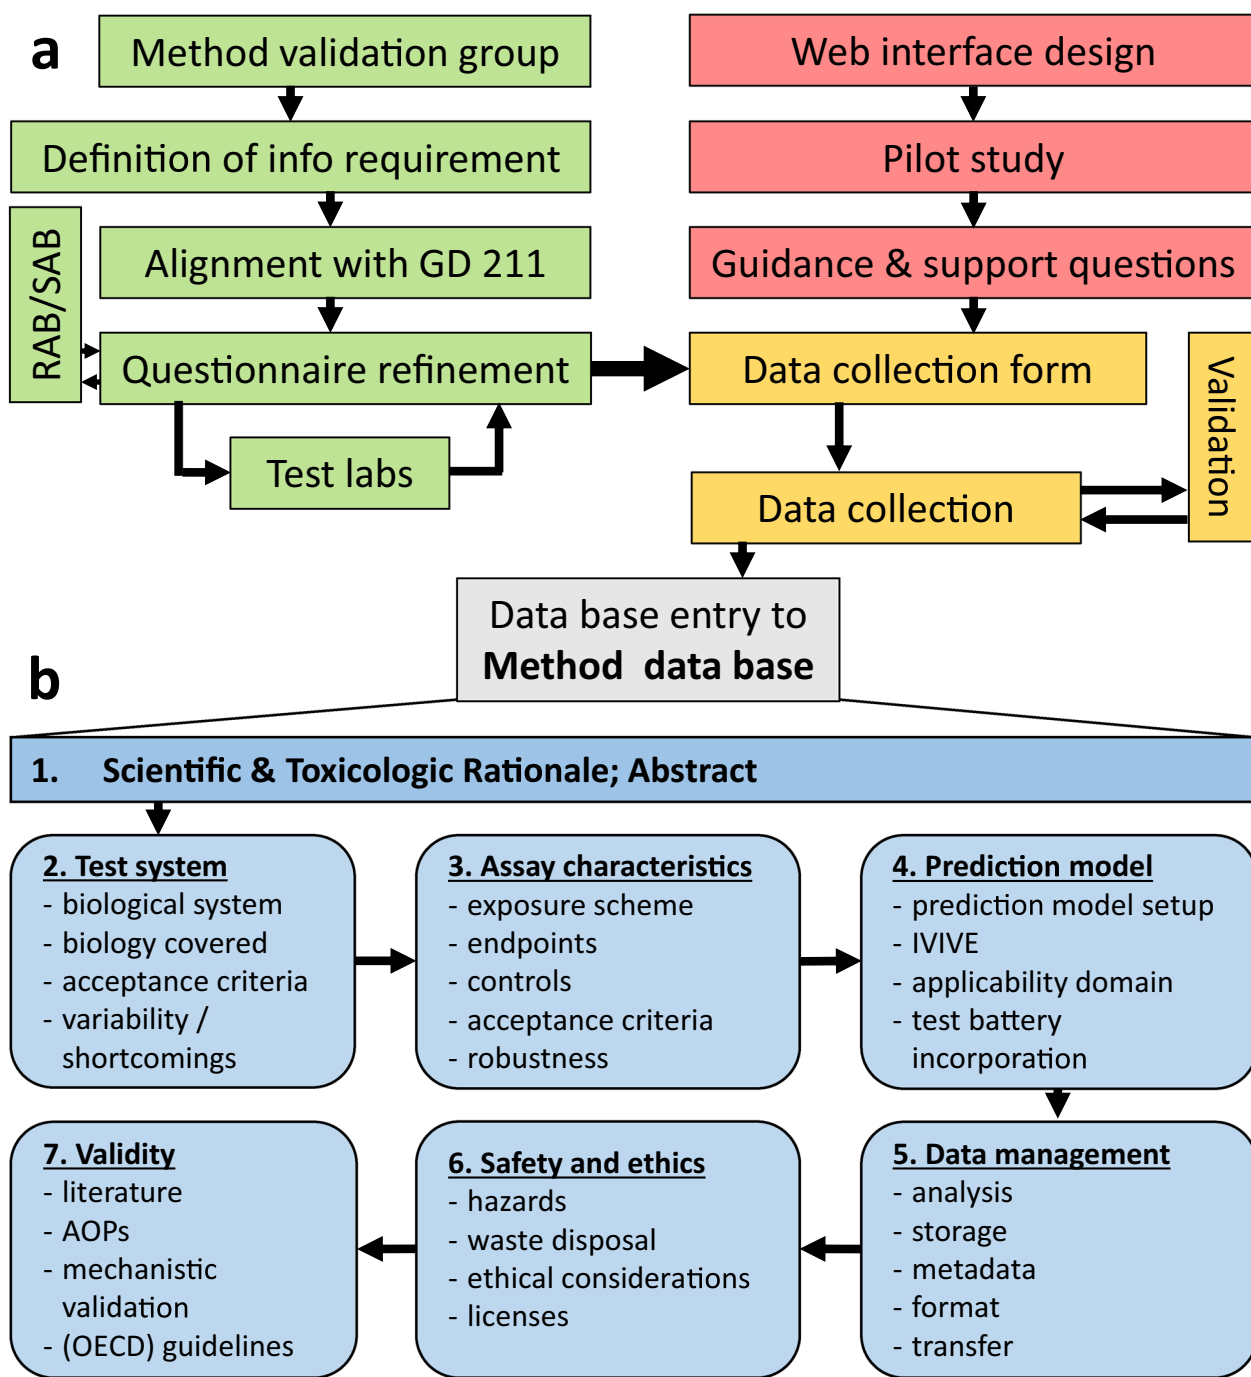 a
Method validation group
Definition of info requirement
Alignment with GD 211
RAB/SAB
Questionnaire refinement
Test labs
Web interface design
Pilot study
Guidance & support questions
Data collection form
Validation
Data collection
Data base entry to
Method data base
b
1. Scientific & Toxicologic Rationale; Abstract
2. Test system
- biological system
- biology covered
- acceptance criteria
- variability /
shortcomings
3. Assay characteristics
- exposure scheme
- endpoints
- controls
- acceptance criteria
- robustness
4. Prediction model
- prediction model setup
- IVIVE
- applicability domain
- test battery
incorporation
5. Data management
- analysis
- storage
- metadata
- format
- transfer
6. Safety and ethics
- hazards
- waste disposal
- ethical considerations
- licenses
7. Validity
- literature
- AOPs
- mechanistic
validation
- (OECD) guidelines